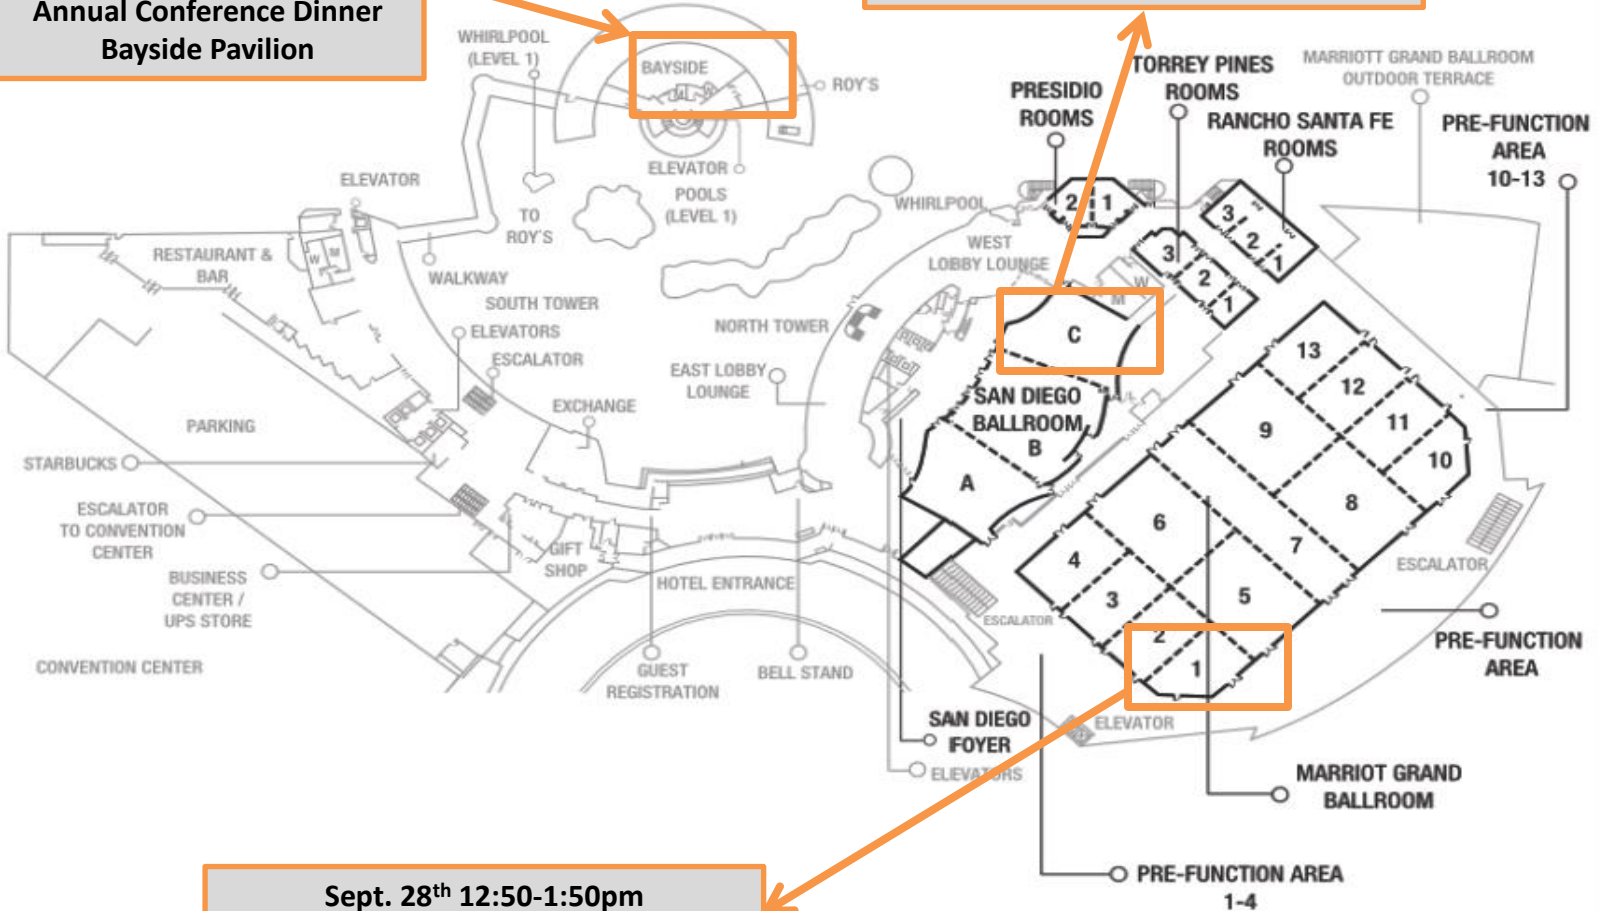 Annual Conference Dinner
Bayside Pavilion
WHIRLPOOL
(LEVEL 1)
BAYSIDE
M
ROY'S
ELEVATOR
ELEVATOR
POOLS
(LEVEL 1)
TO
ROY'S
WHIRLPOOL
PRESIDIO
ROOMS
TORREY PINES
ROOMS
RANCHO SANTA FE
ROOMS
MARRIOTT GRAND BALLROOM
OUTDOOR TERRACE
PRE-FUNCTION
AREA
10-13
2 1
3
2
1
3
2
1
RESTAURANT &
BAR
W M
WALKWAY
SOUTH TOWER
ELEVATORS
ESCALATOR
WEST
LOBBY LOUNGE
M W
NORTH TOWER
EAST LOBBY
LOUNGE
EXCHANGE
PARKING
STARBUCKS
ESCALATOR
TO CONVENTION
CENTER
BUSINESS
CENTER /
UPS STORE
CONVENTION CENTER
GIFT
SHOP
HOTEL ENTRANCE
GUEST
REGISTRATION
BELL STAND
C
SAN DIEGO
BALLROOM
B
A
13
12
11
10
9
8
7
6
5
4
3
2
1
ESCALATOR
ESCALATOR
PRE-FUNCTION
AREA
SAN DIEGO
FOYER
ELEVATORS
ELEVATOR
MARRIOT GRAND
BALLROOM
PRE-FUNCTION AREA
1-4
Sept. 28th 12:50-1:50pm